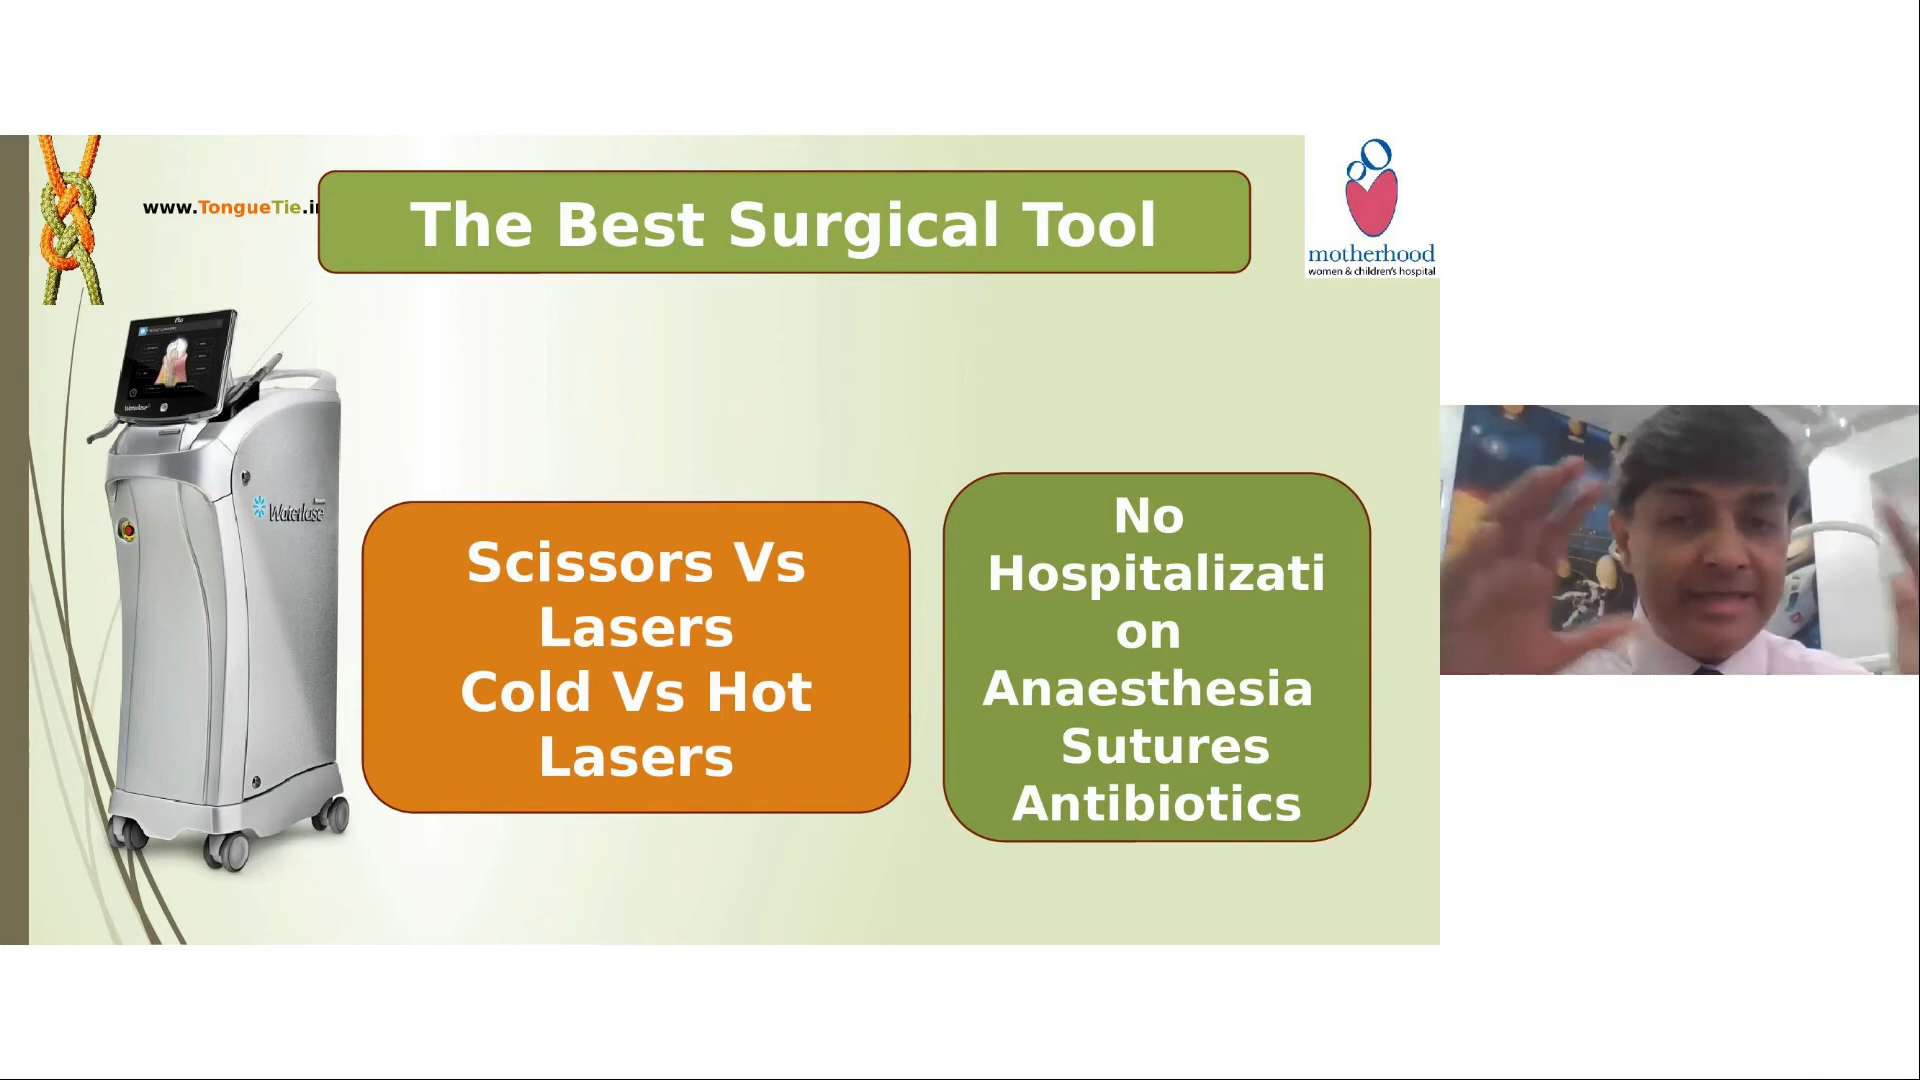 www.TongueTie.i
The Best Surgical Tool
motherhood
women & children's hospital
Waterlase
Waterlase
Scissors Vs
Lasers
Cold Vs Hot
Lasers
No
Hospitalizati
on
Anaesthesia
Sutures
Antibiotics